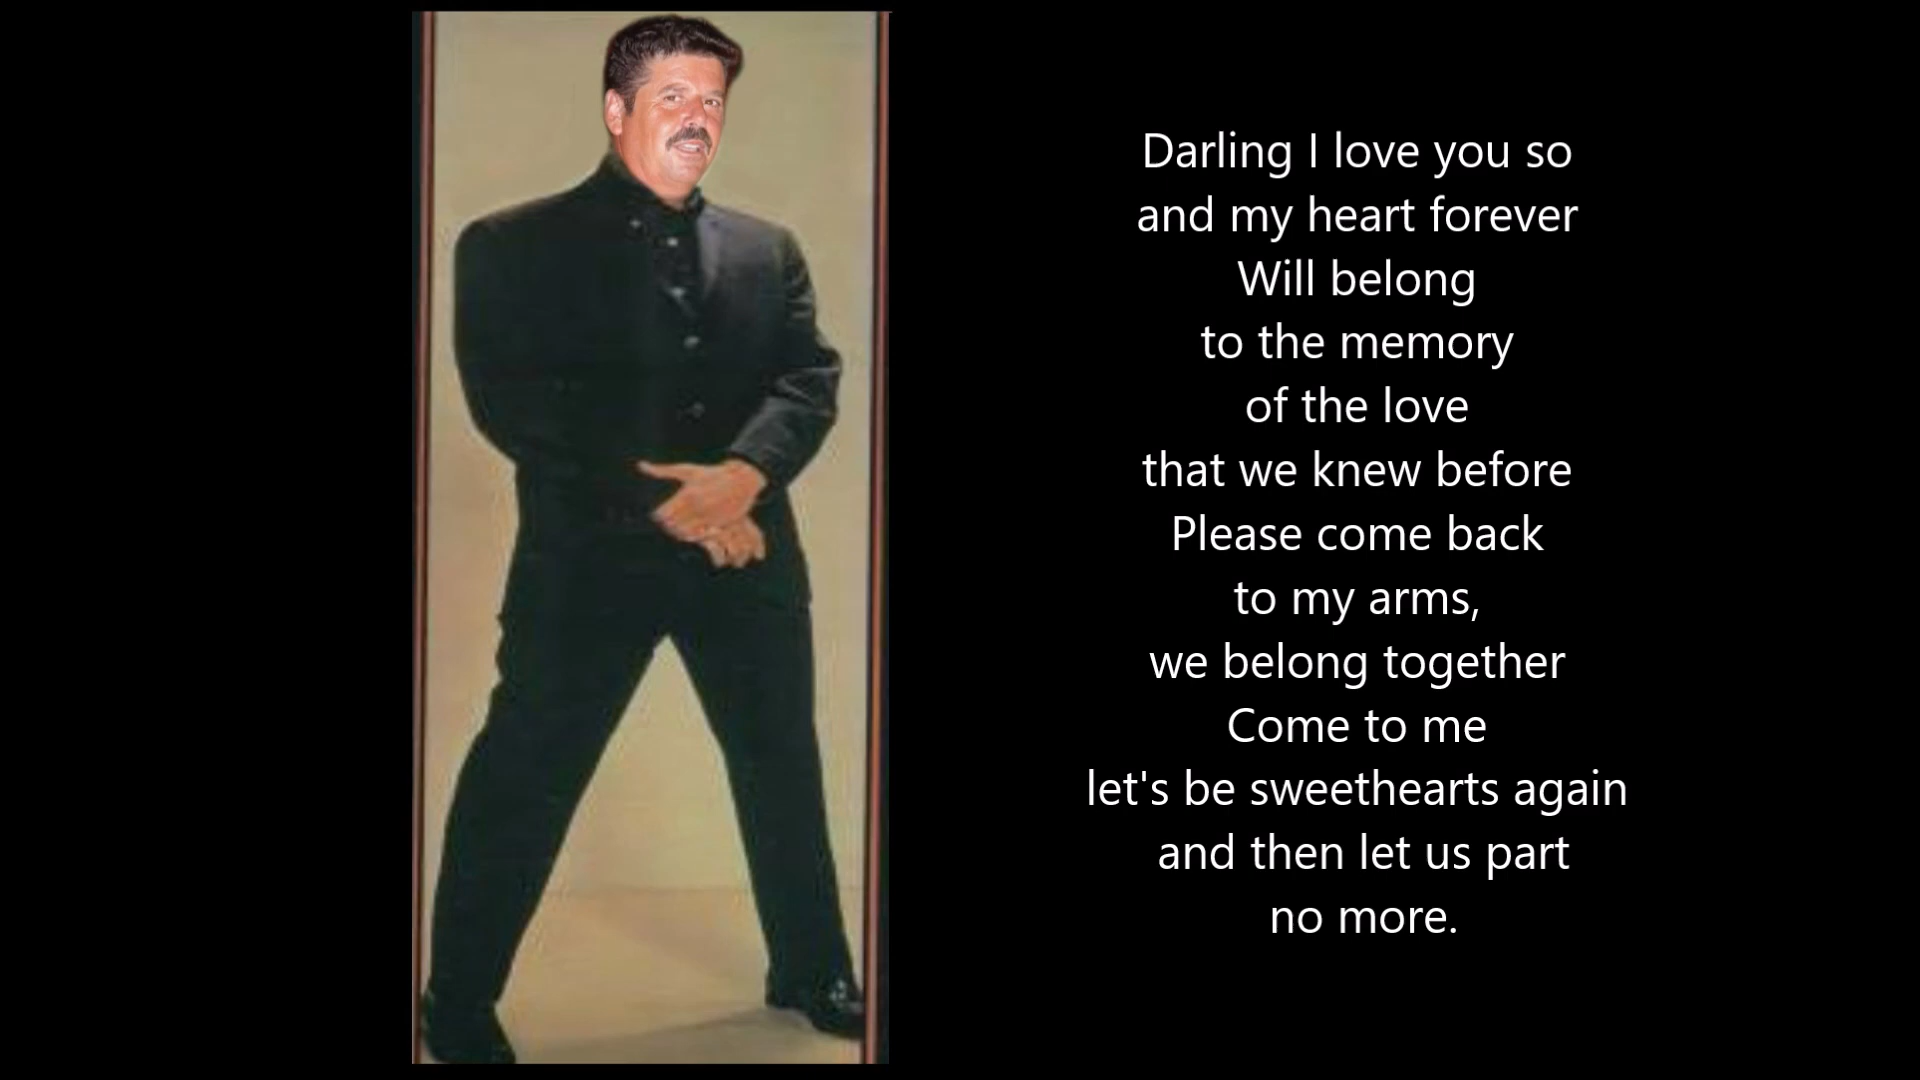 Darling I love you so
and my heart forever
Will belong
to the memory
of the love
that we knew before
Please come back
to my arms,
we belong together
Come to me
let's be sweethearts again
and then let us part
no more.